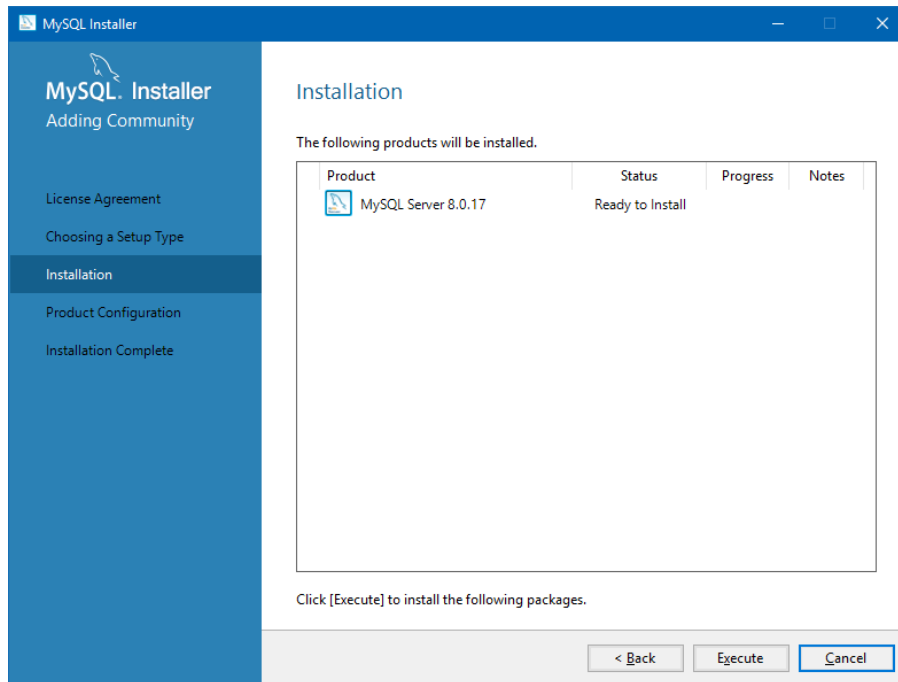 MySQL Installer
MySQL. Installer
Adding Community
License Agreement
Choosing a Setup Type
Installation
Product Configuration
Installation Complete
Installation
The following products will be installed.
Product Status Progress Notes
MySQL Server 8.0.17 Ready to Install
Click [Execute] to install the following packages.
< Back Execute Cancel